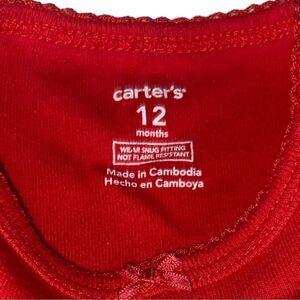 carter's
12
months
WEAR SNUG FITTING
NOT FLAME RESISTANT
Made in Cambodia
Hecho en Camboya